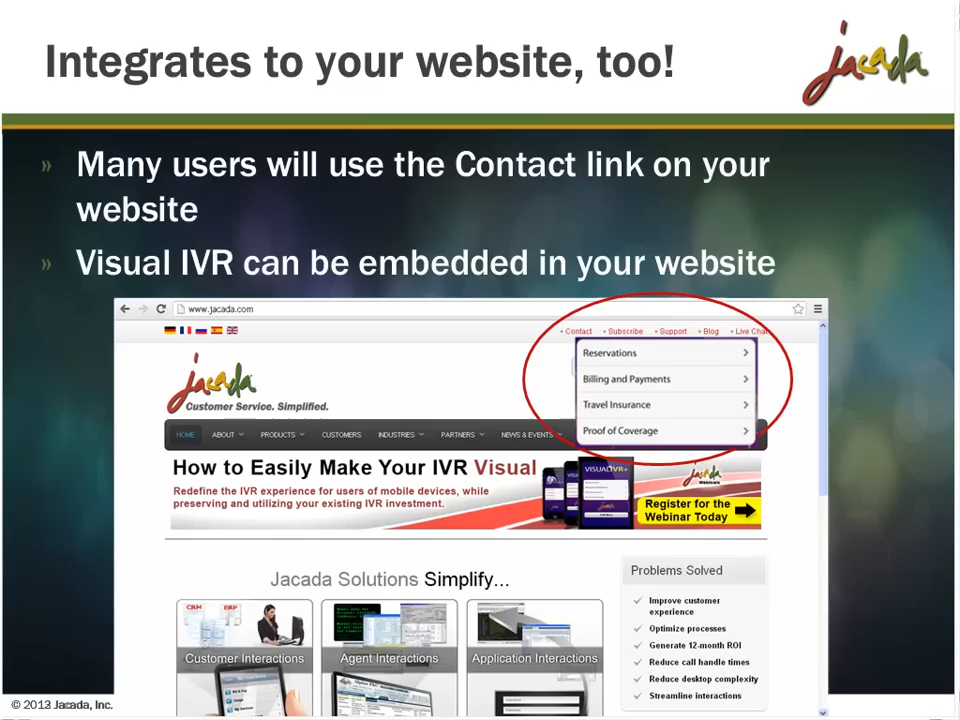 Integrates to your website, too!
jacada
» Many users will use the Contact link on your
website
» Visual IVR can be embedded in your website
www.jacada.com
Contact Subscribe Support Blog Live Chat
jacada
Customer Service. Simplified.
Reservations
Billing and Payments
Travel Insurance
Proof of Coverage
HOME ABOUT PRODUCTS CUSTOMERS INDUSTRIES PARTNERS NEWS & EVENTS
How to Easily Make Your IVR Visual
Redefine the IVR experience for users of mobile devices, while
preserving and utilizing your existing IVR investment.
VISUALIVR+
jacada
Webinars
Register for the
Webinar Today
Jacada Solutions Simplify...
CRM ERP
Customer Interactions
Agent Interactions
Application Interactions
Problems Solved
Improve customer
experience
Optimize processes
Generate 12-month ROI
Reduce call handle times
Reduce desktop complexity
Streamline interactions
© 2013 Jacada, Inc.